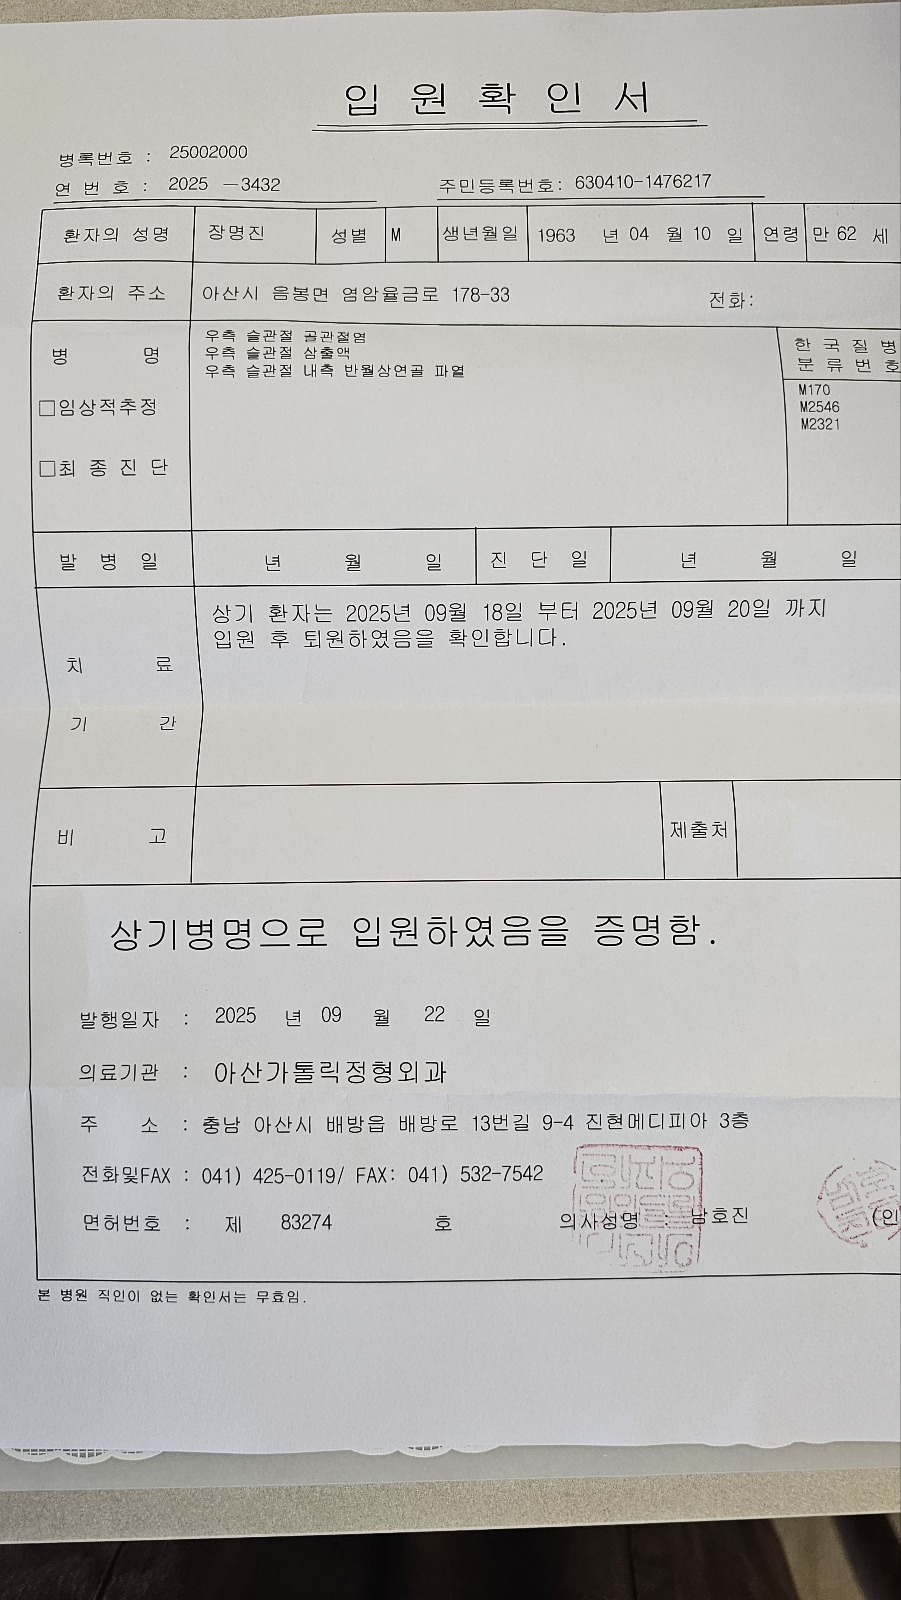 입 원 확 인 서
병록번호 : 25002000
연 번 호 : 2025 -3432 주민등록번호: 630410-1476217
환자의 성명 장명진 성별 M 생년월일 1963 년 04 월 10 일 연령 만 62 세
환자의 주소 아산시 음봉면 영암율금로 178-33 전화:
병 명 우측 슬관절 골관절염 한 국 질 병
우측 슬관절 삼출액 분 류 번 호
우측 슬관절 내측 반월상연골 파열
M170
□임상적추정 M2546
M2321
□최 종 진 단
발 병 일 년 월 일 진 단 일 년 월 일
상기 환자는 2025년 09월 18일 부터 2025년 09월 20일 까지
입원 후 퇴원하였음을 확인합니다.
치 료
기 간
비 고 제출처
상기병명으로 입원하였음을 증명함.
발행일자 : 2025 년 09 월 22 일
의료기관 : 아산가톨릭정형외과
주 소 : 충남 아산시 배방읍 배방로 13번길 9-4 진현메디피아 3층
전화및FAX : 041) 425-0119/ FAX: 041) 532-7542
면허번호 : 제 83274 호 의사성명 : 남호진 (인
본 병원 직인이 없는 확인서는 무효임.